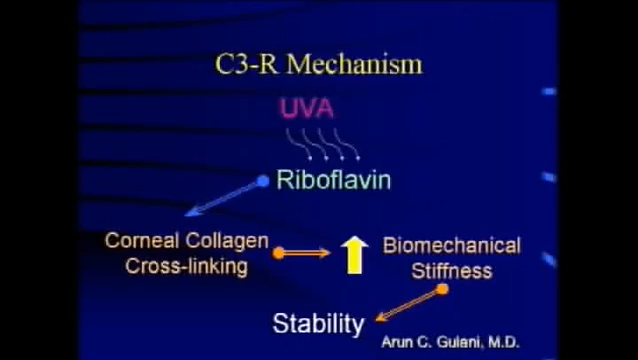 C3-R Mechanism
UVA
Riboflavin
Corneal Collagen
Cross-linking
Biomechanical
Stiffness
Stability
Arun C. Gulani, M.D.